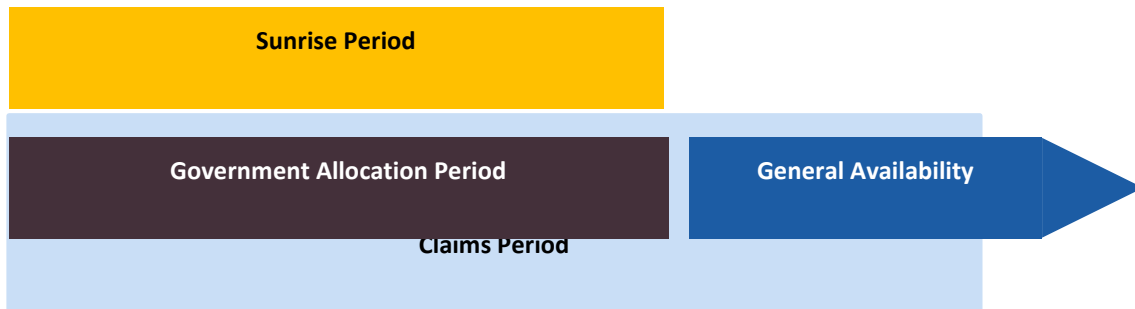 Sunrise Period
Government Allocation Period
General Availability
Claims Period